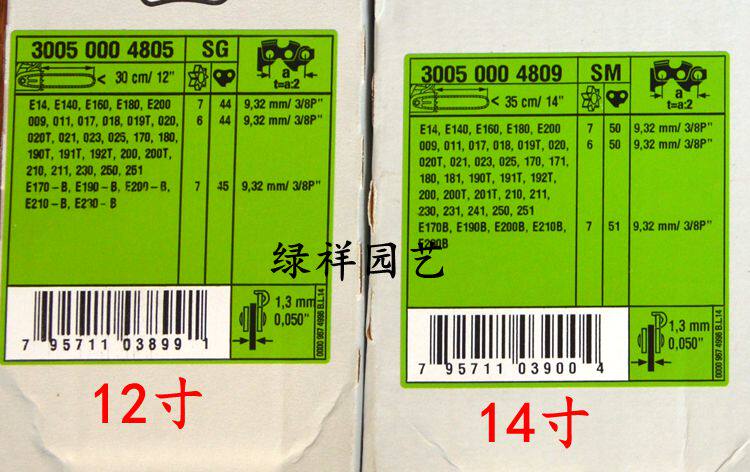 3005 000 4805 SG
< 30 cm/ 12"
a
t=a:2
E14, E140, E160, E180, E200 7 44 9,32 mm/ 3/8P"
009, 011, 017, 018, 019T, 020, 6 44 9,32 mm/ 3/8P"
020T, 021, 023, 025, 170, 180,
190T, 191T, 192T, 200, 200T,
210, 211, 230, 250, 251
E170-B, E190-B, E200-B, 7 45 9,32 mm/ 3/8P"
E210-B, E230-B
1,3 mm
0,050"
0000 967 4996 B.L.14
7 95711 03899 1
12寸
3005 000 4809 SM
< 35 cm/ 14"
a
t=a:2
E14, E140, E160, E180, E200 7 50 9,32 mm/ 3/8P"
009, 011, 017, 018, 019T, 020, 6 50 9,32 mm/ 3/8P"
020T, 021, 023, 025, 170, 171,
180, 181, 190T, 191T, 192T,
200, 200T, 201T, 210, 211,
230, 231, 241, 250, 251
E170B, E190B, E200B, E210B, 7 51 9,32 mm/ 3/8P"
E230B
1,3 mm
0,050"
0000 967 4996 B.L.14
7 95711 03900 4
14寸
绿祥园艺